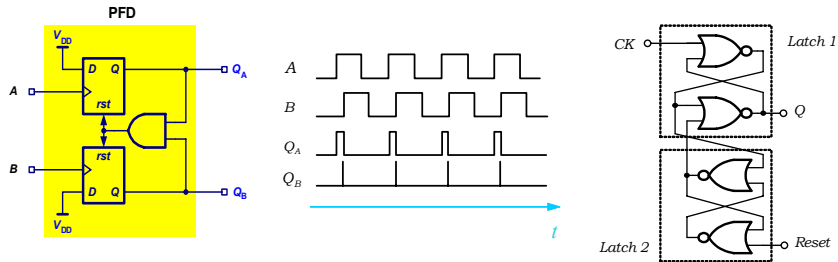 PFD
VDD
D Q
QA
A
rst
B
rst
D Q
QB
VDD
A
B
QA
QB
t
CK
Latch 1
Q
Latch 2
Reset